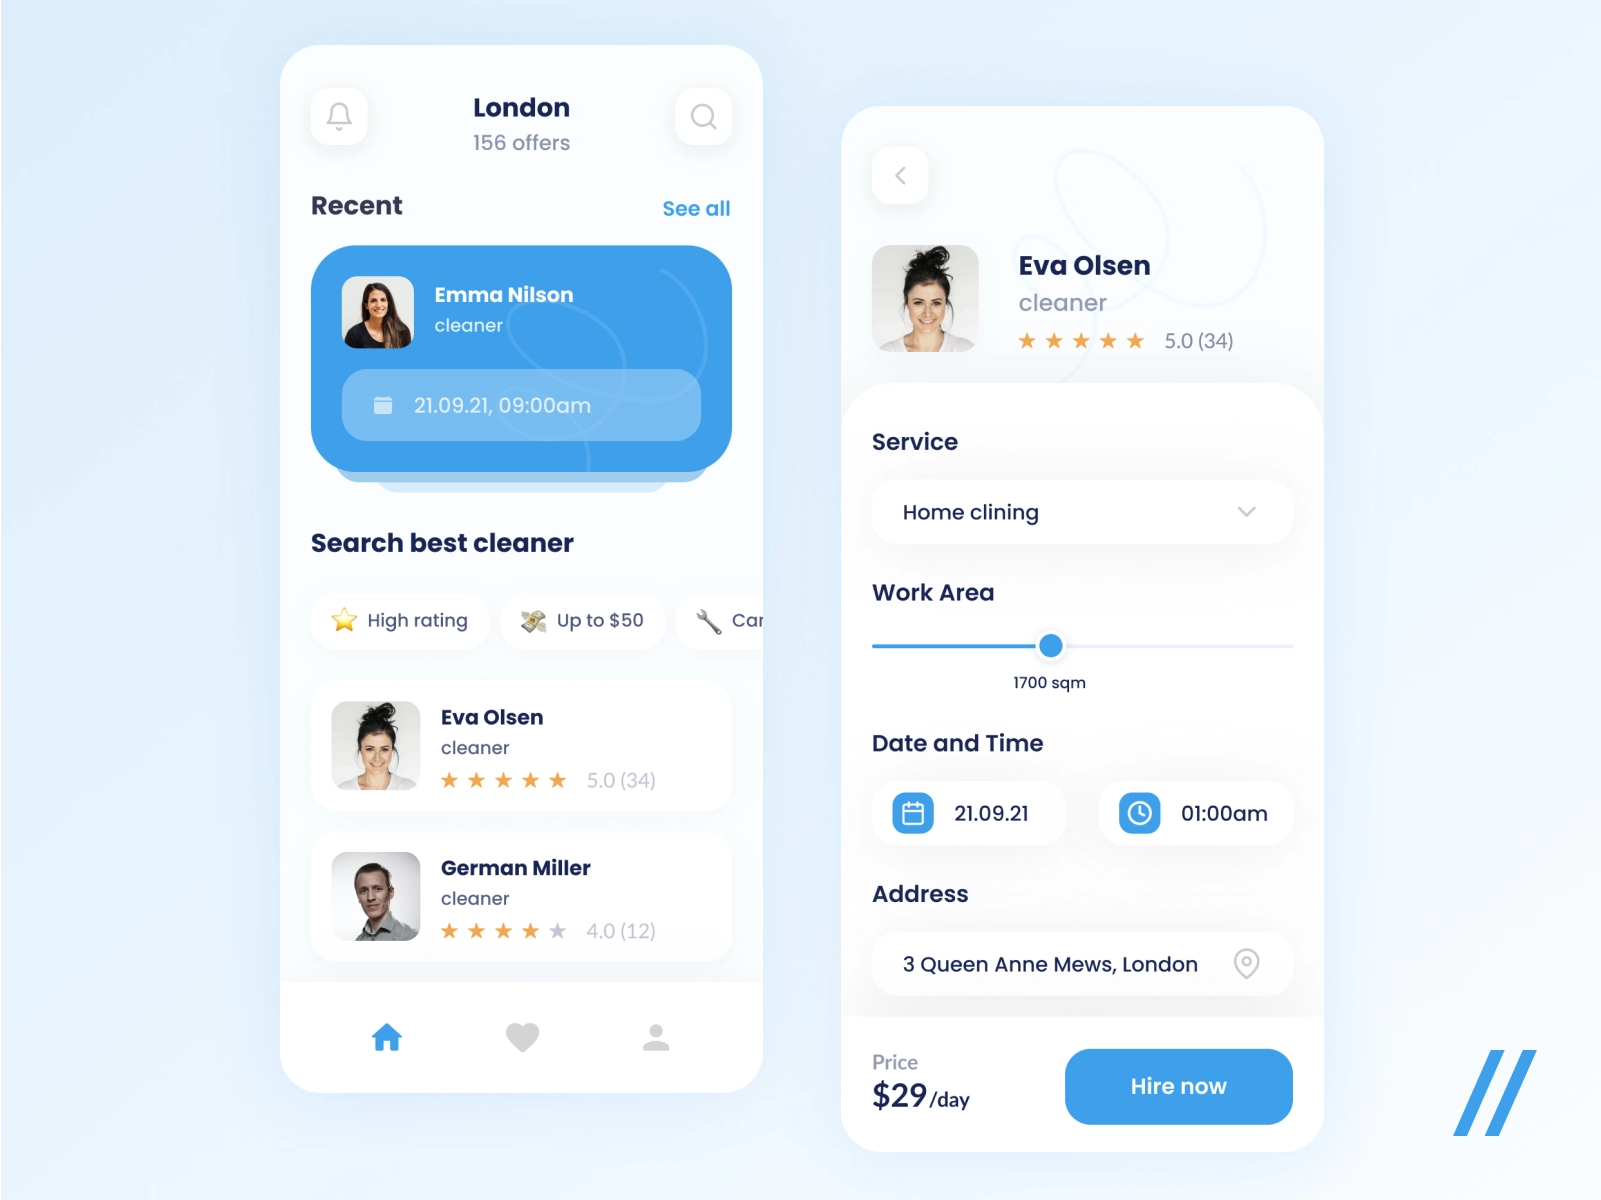 London
156 offers
Recent
See all
Emma Nilson
cleaner
21.09.21, 09:00am
Search best cleaner
High rating
Up to $50
Car
Eva Olsen
cleaner
5.0 (34)
German Miller
cleaner
4.0 (12)
Eva Olsen
cleaner
5.0 (34)
Service
Home clining
Work Area
1700 sqm
Date and Time
21.09.21
01:00am
Address
3 Queen Anne Mews, London
Price
$29/day
Hire now